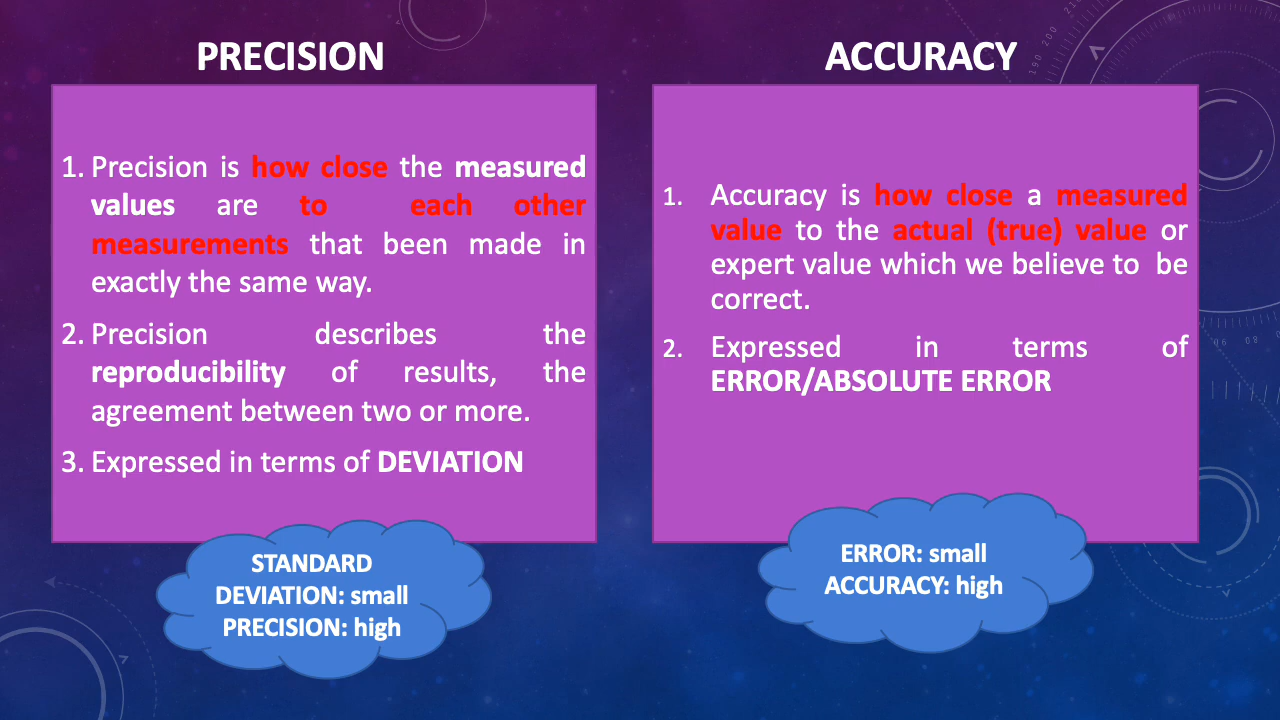 PRECISION
1. Precision is how close the measured
values are to each other
measurements that been made in
exactly the same way.
2. Precision describes the
reproducibility of results, the
agreement between two or more.
3. Expressed in terms of DEVIATION
STANDARD
DEVIATION: small
PRECISION: high
ACCURACY
1. Accuracy is how close a measured
value to the actual (true) value or
expert value which we believe to be
correct.
2. Expressed in terms of
ERROR/ABSOLUTE ERROR
ERROR: small
ACCURACY: high
190 200 210